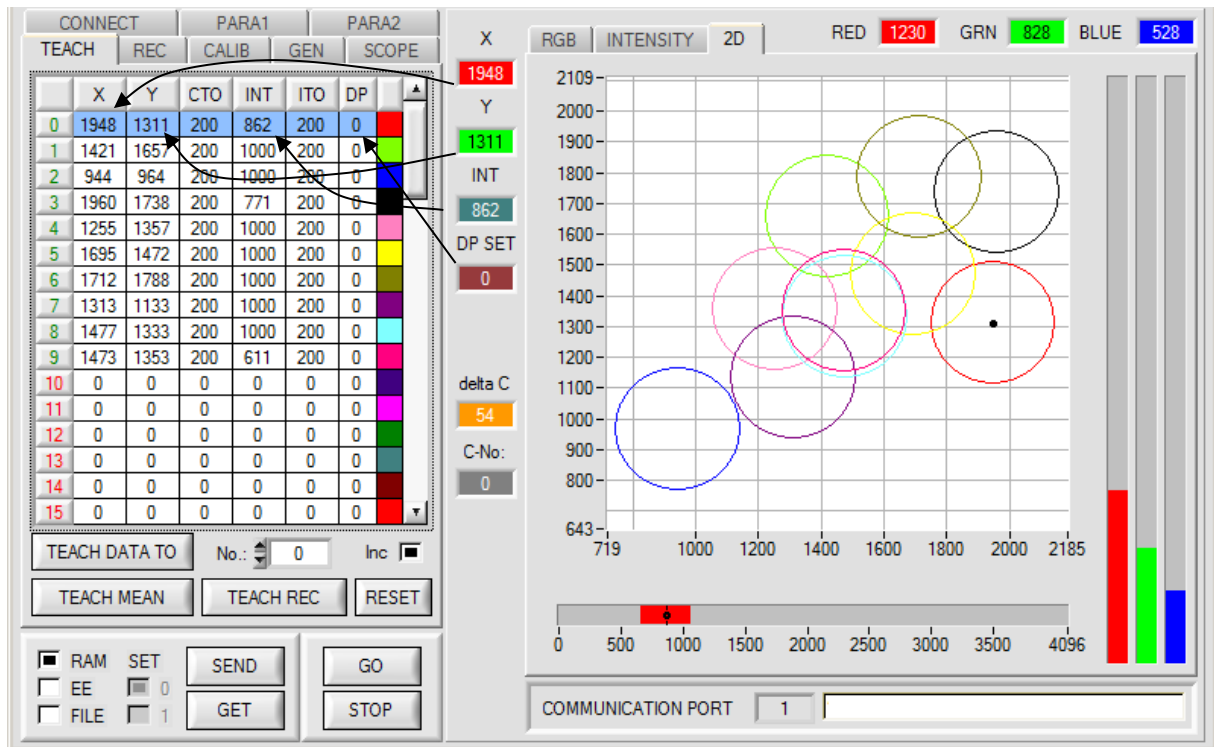 CONNECT PARA1 PARA2
TEACH REC CALIB GEN SCOPE
X Y CTO INT ITO DP
0 1948 1311 200 862 200 0
1 1421 1657 200 1000 200 0
2 944 964 200 1000 200 0
3 1960 1738 200 771 200 0
4 1255 1357 200 1000 200 0
5 1695 1472 200 1000 200 0
6 1712 1788 200 1000 200 0
7 1313 1133 200 1000 200 0
8 1477 1333 200 1000 200 0
9 1473 1353 200 611 200 0
10 0 0 0 0 0 0
11 0 0 0 0 0 0
12 0 0 0 0 0 0
13 0 0 0 0 0 0
14 0 0 0 0 0 0
15 0 0 0 0 0 0
TEACH DATA TO No.: 0 Inc
TEACH MEAN TEACH REC RESET
RAM SET SEND GO
EE 0
FILE 1 GET STOP
X
1948
Y
1311
INT
862
DP SET
0
delta C
54
C-No:
0
RGB INTENSITY 2D RED 1230 GRN 828 BLUE 528
2109
2000
1900
1800
1700
1600
1500
1400
1300
1200
1100
1000
900
800
643
719 1000 1200 1400 1600 1800 2000 2185
0 500 1000 1500 2000 2500 3000 3500 4096
COMMUNICATION PORT 1